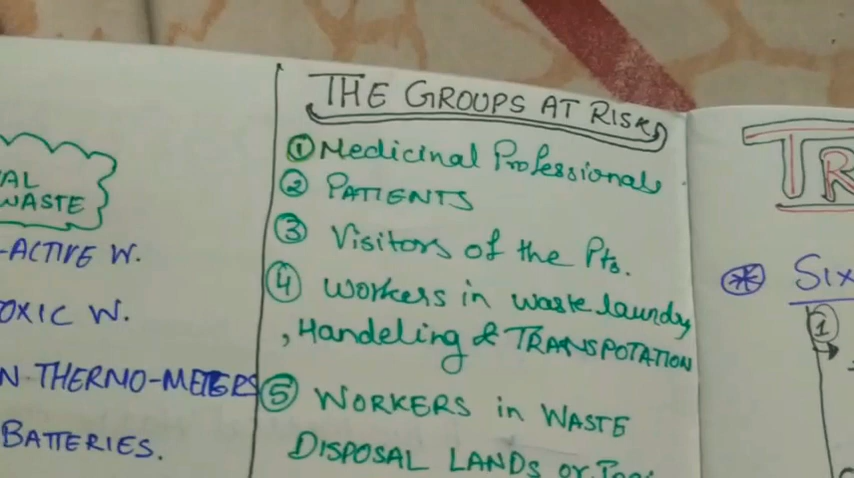 AL
WASTE
-ACTIVE W.
OXIC W.
N THERMO-METERS
BATTERIES.
THE GROUPS AT RISK
① Medicinal Professionals
② PATIENTS
③ Visitors of the Pts.
④ Workers in waste laundry
, Handeling & TRANSPOTATION
⑤ WORKERS in WASTE
DISPOSAL LANDS or
TR
* SIX
①